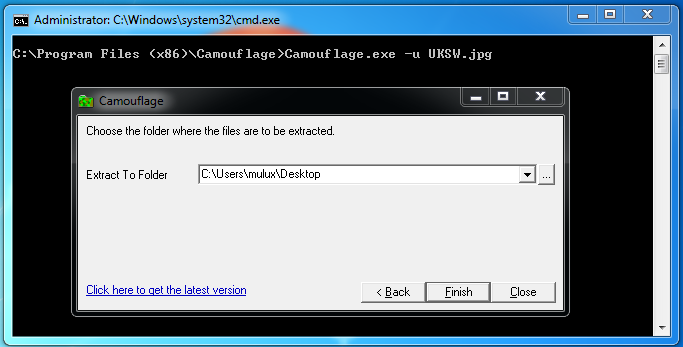 Administrator: C:\Windows\system32\cmd.exe
C:\Program Files (x86)\Camouflage>Camouflage.exe -u UKSW.jpg
Camouflage
Choose the folder where the files are to be extracted.
Extract To Folder C:\Users\mulux\Desktop ...
Click here to get the latest version < Back Finish Close